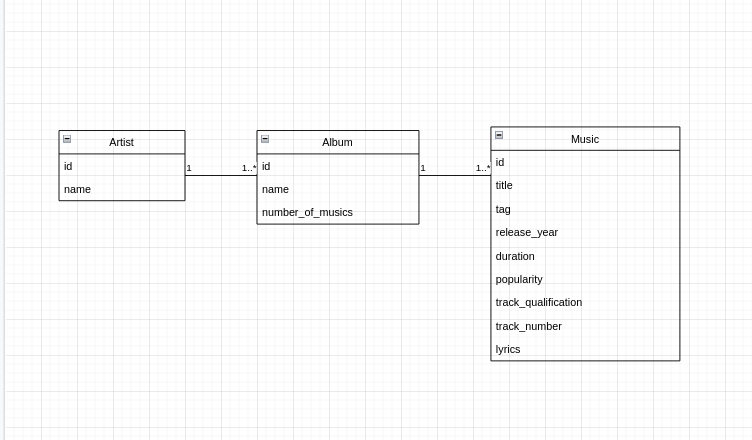 Artist
id
name
1
1..*
Album
id
name
number_of_musics
1
1..*
Music
id
title
tag
release_year
duration
popularity
track_qualification
track_number
lyrics